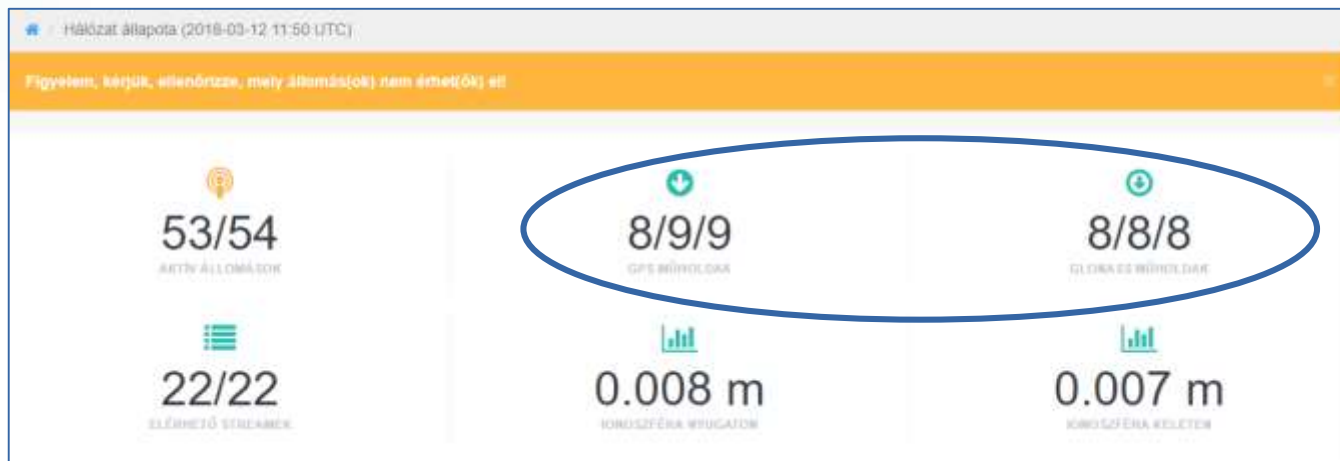 Hálózat állapota (2018-03-12 11:50 UTC)
Figyelem, kérjük, ellenőrizze, mely állomás(ok) nem érhet(ők) el!
53/54
8/9/9
8/8/8
AKTÍV ÁLLOMÁSOK
GPS MŰHOLDAK
GLONASS MŰHOLDAK
22/22
0.008 m
0.007 m
ELÉRHETŐ STREAMEK
IONOSZFÉRA NYUGATON
IONOSZFÉRA KELETEN